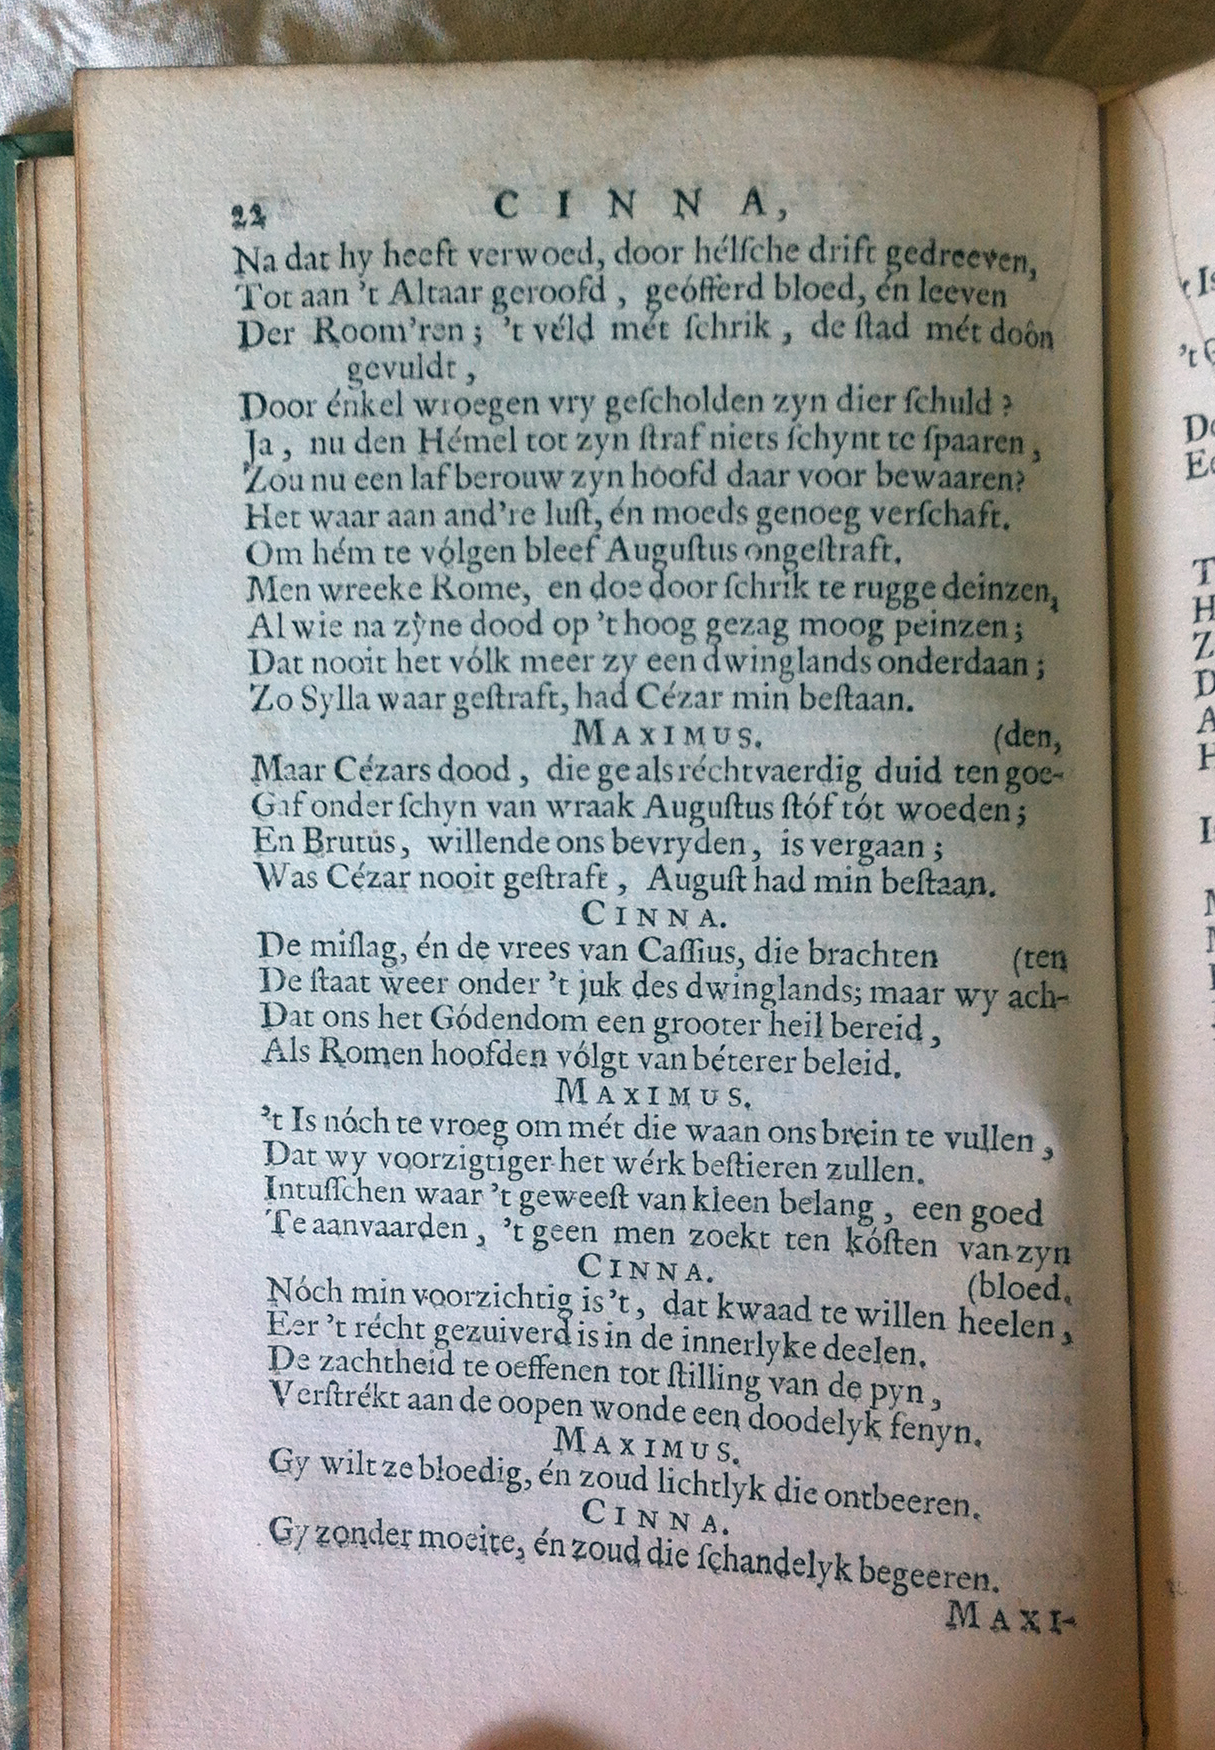 22 CINNA,
Na dat hy heeft verwoed, door hélſche drift gedreeven,
Tot aan 't Altaar geroofd, geófferd bloed, én leeven
Der Room'ren; 't véld mét ſchrik, de ſtad mét doôn
gevuldt,
Door énkel wroegen vry geſcholden zyn dier ſchuld?
Ja, nu den Hémel tot zyn ſtraf niets ſchynt te ſpaaren,
Zou nu een laf berouw zyn hoofd daar voor bewaaren?
Het waar aan and're luſt, én moeds genoeg verſchaft.
Om hém te vólgen bleef Auguſtus ongeſtraft.
Men wreeke Rome, en doe door ſchrik te rugge deinzen,
Al wie na zỳne dood op 't hoog gezag moog peinzen;
Dat nooit het vólk meer zy een dwinglands onderdaan;
Zo Sylla waar geſtraft, had Cézar min beſtaan.
MAXIMUS. (den,
Maar Cézars dood, die ge als réchtvaerdig duid ten goe-
Gaf onder ſchyn van wraak Auguſtus ſtóf tót woeden;
En Brutus, willende ons bevryden, is vergaan;
Was Cézar nooit geſtraft, Auguſt had min beſtaan.
CINNA.
De miſlag, én de vrees van Caſſius, die brachten (ten
De ſtaat weer onder 't juk des dwinglands; maar wy ach-
Dat ons het Gódendom een grooter heil bereid,
Als Romen hoofden vólgt van béterer beleid.
MAXIMUS.
't Is nóch te vroeg om mét die waan ons brein te vullen,
Dat wy voorzigtiger het wérk beſtieren zullen.
Intuſſchen waar 't geweeſt van kleen belang, een goed
Te aanvaarden, 't geen men zoekt ten kóſten van zyn
CINNA. (bloed.
Nóch min voorzichtig is 't, dat kwaad te willen heelen,
Eer 't récht gezuiverd is in de innerlyke deelen.
De zachtheid te oeffenen tot ſtilling van de pyn,
Verſtrékt aan de oopen wonde een doodelyk fenyn.
MAXIMUS.
Gy wilt ze bloedig, én zoud lichtlyk die ontbeeren.
CINNA.
Gy zonder moeite, én zoud die ſchandelyk begeeren.
MAXI-